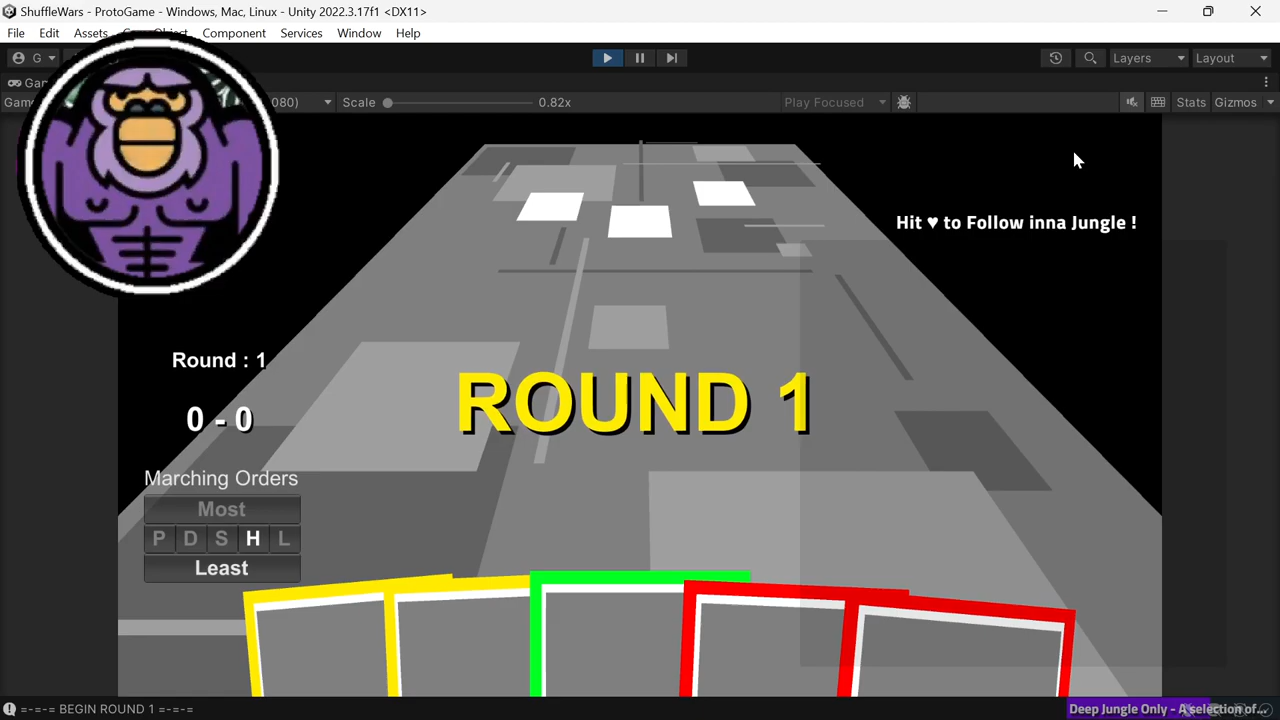 ShuffleWars - ProtoGame - Windows, Mac, Linux - Unity 2022.3.17f1 <DX11>
File Edit Assets Component Services Window Help
G Layers Layout
Scale 0.82x Play Focused Stats Gizmos
Hit ♥ to Follow inna Jungle !
Round : 1
0 - 0
ROUND 1
Marching Orders
Most
P D S H L
Least
=-=-= BEGIN ROUND 1 =-=-=
Deep Jungle Only - A selection of...